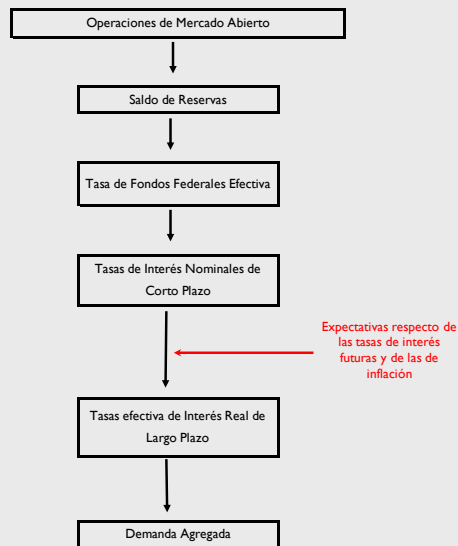 Operaciones de Mercado Abierto
Saldo de Reservas
Tasa de Fondos Federales Efectiva
Tasas de Interés Nominales de
Corto Plazo
Expectativas respecto de
las tasas de interés
futuras y de las de
inflación
Tasas efectiva de Interés Real de
Largo Plazo
Demanda Agregada